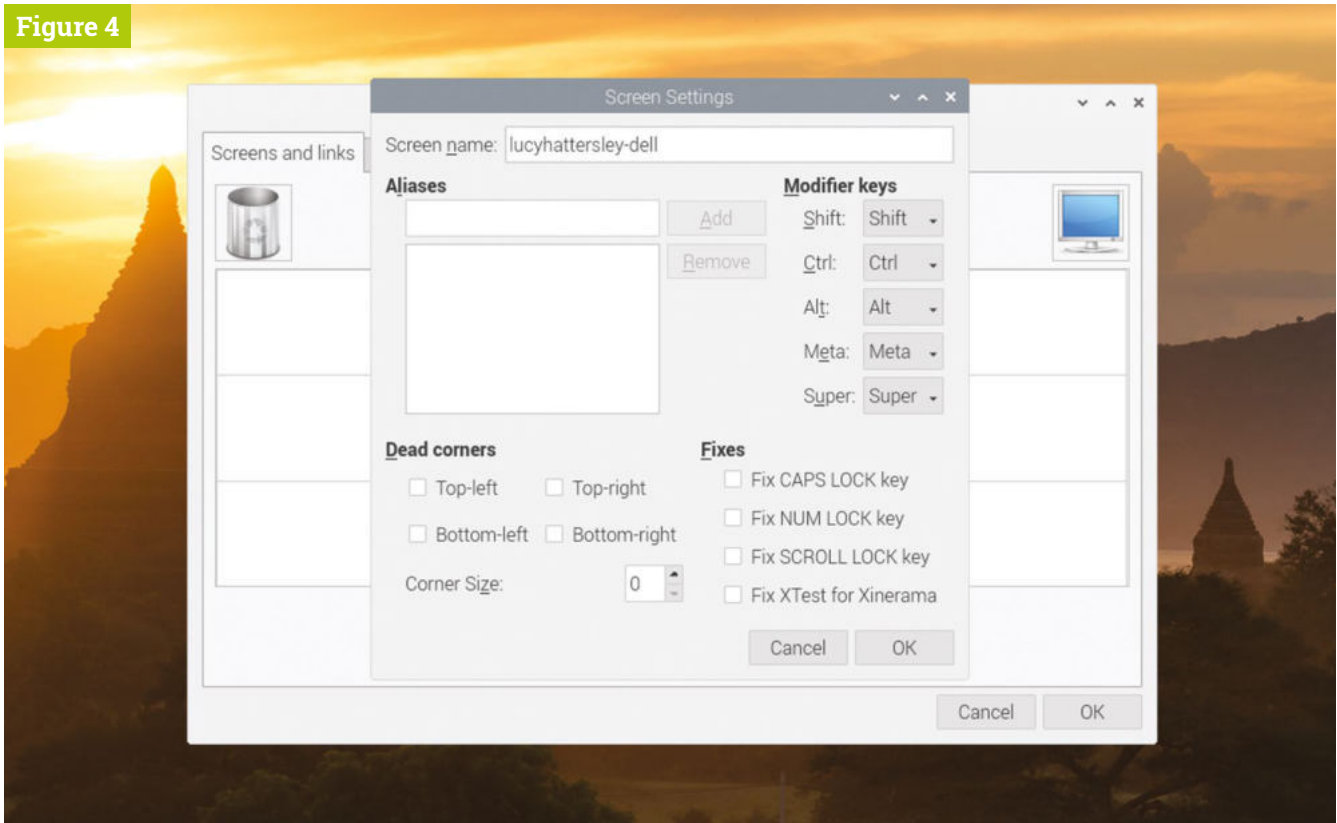 Figure 4
Screen Settings
Screens and links
Screen name: lucyhattersley-dell
Aliases
Add
Remove
Modifier keys
Shift: Shift
Ctrl: Ctrl
Alt: Alt
Meta: Meta
Super: Super
Dead corners
Top-left Top-right
Bottom-left Bottom-right
Corner Size: 0
Fixes
Fix CAPS LOCK key
Fix NUM LOCK key
Fix SCROLL LOCK key
Fix XTest for Xinerama
Cancel OK
Cancel OK